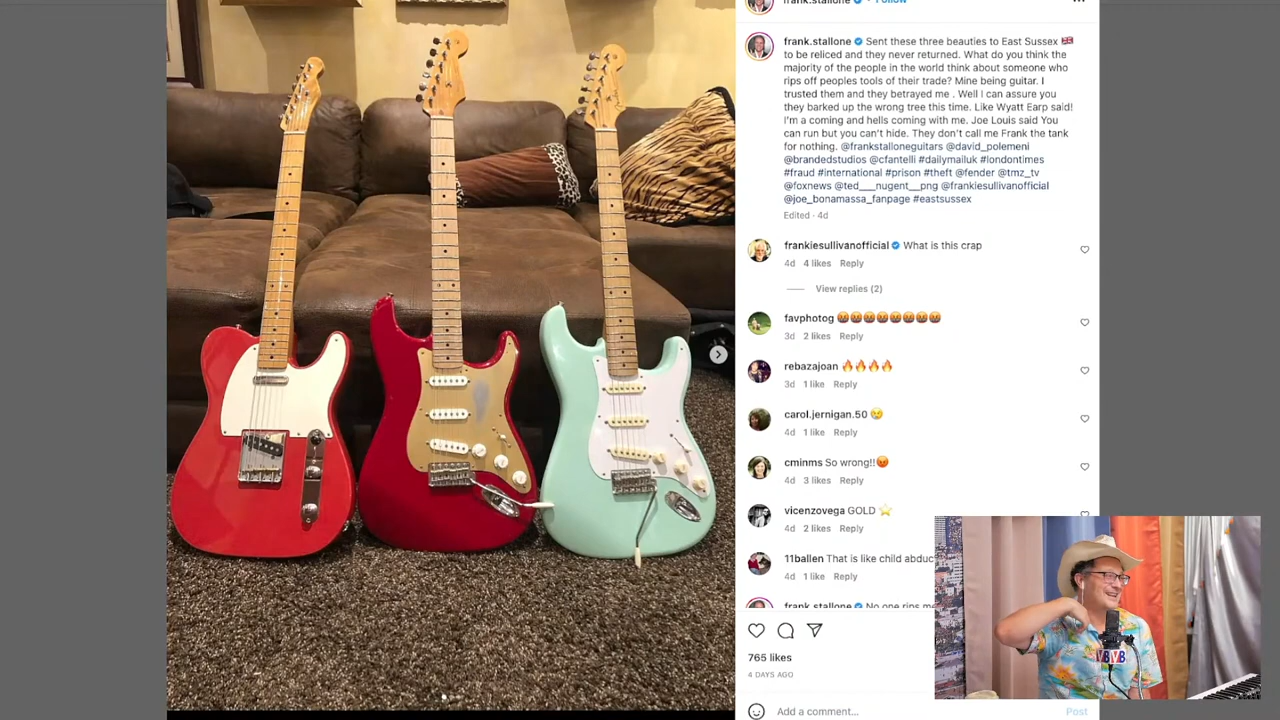 frank.stallone Follow
frank.stallone Sent these three beauties to East Sussex 🇬🇧
to be reliced and they never returned. What do you think the
majority of the people in the world think about someone who
rips off peoples tools of their trade? Mine being guitar. I
trusted them and they betrayed me . Well I can assure you
they barked up the wrong tree this time. Like Wyatt Earp said!
I'm a coming and hells coming with me. Joe Louis said You
can run but you can't hide. They don't call me Frank the tank
for nothing. @frankstalloneguitars @david_polemeni
@brandedstudios @cfantelli #dailymailuk #londontimes
#fraud #international #prison #theft @fender @tmz_tv
@foxnews @ted___nugent__png @frankiesullivanofficial
@joe_bonamassa_fanpage #eastsussex
Edited · 4d
frankiesullivanofficial What is this crap
4d 4 likes Reply
View replies (2)
favphotog 😡😡😡😡😡😡😡😡
3d 2 likes Reply
rebazajoan 🔥🔥🔥🔥
3d 1 like Reply
carol.jernigan.50 😢
4d 1 like Reply
cminms So wrong!!😡
4d 3 likes Reply
vicenzovega GOLD ⭐
4d 2 likes Reply
11ballen That is like child abduc
4d 1 like Reply
frank.stallone No one rips me
765 likes
4 DAYS AGO
Add a comment...
Post
VBVB